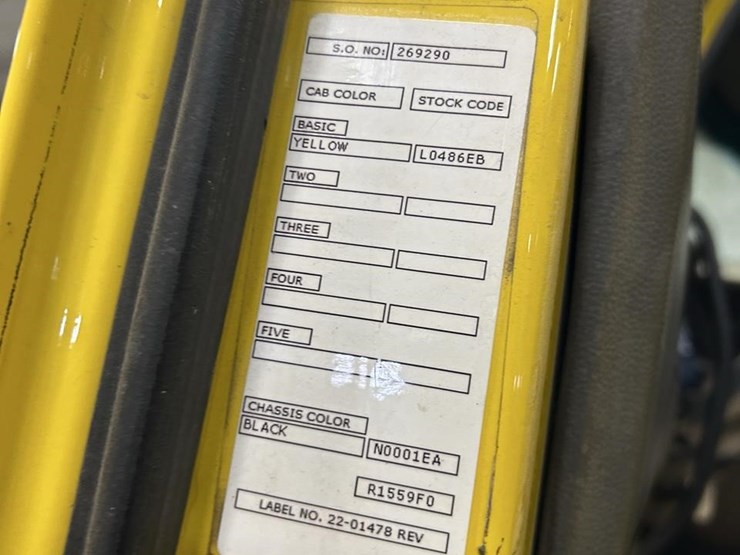 S.O. NO: 269290
CAB COLOR STOCK CODE
BASIC
YELLOW L0486EB
TWO
THREE
FOUR
FIVE
CHASSIS COLOR
BLACK N0001EA
R1559F0
LABEL NO. 22-01478 REV